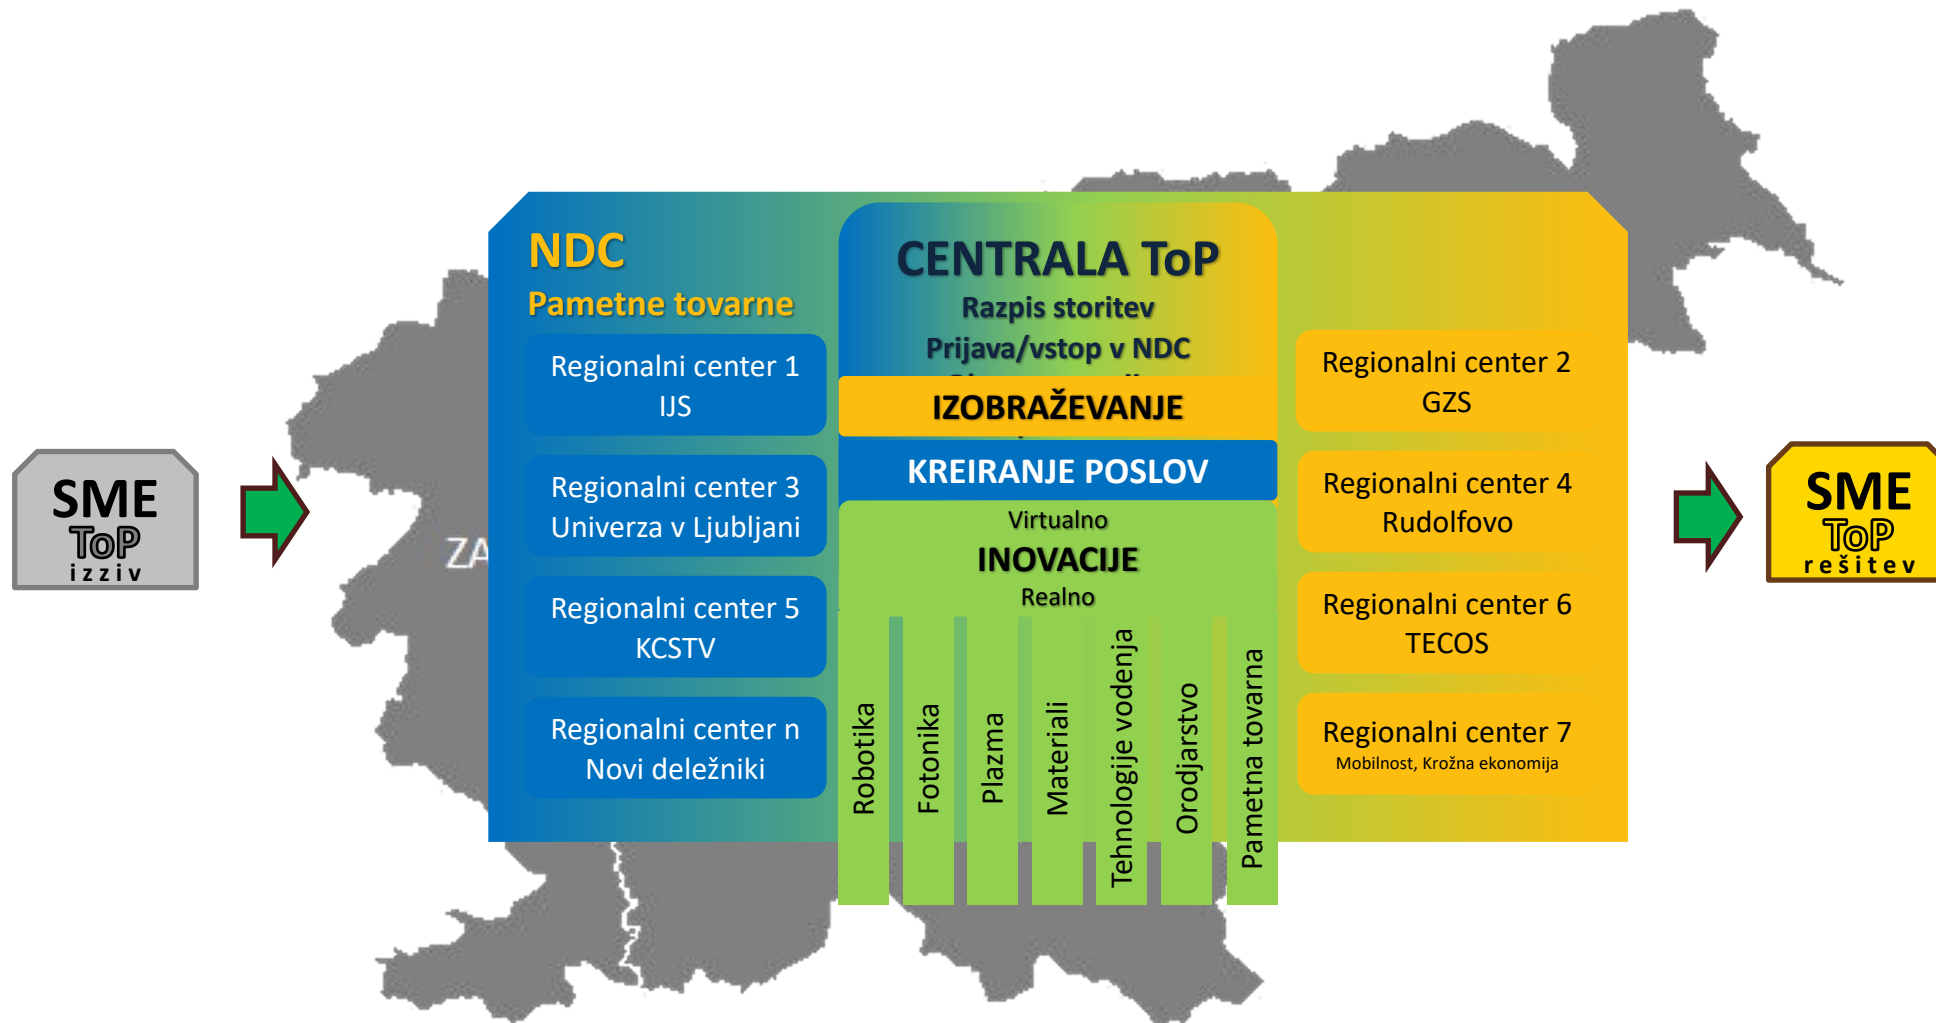 SME
ToP
izziv
ZA
NDC
Pametne tovarne
Regionalni center 1
IJS
Regionalni center 3
Univerza v Ljubljani
Regionalni center 5
KCSTV
Regionalni center n
Novi deležniki
CENTRALA ToP
Razpis storitev
Prijava/vstop v NDC
IZOBRAŽEVANJE
KREIRANJE POSLOV
Virtualno
INOVACIJE
Realno
Robotika
Fotonika
Plazma
Materiali
Tehnologije vodenja
Orodjarstvo
Pametna tovarna
Regionalni center 2
GZS
Regionalni center 4
Rudolfovo
Regionalni center 6
TECOS
Regionalni center 7
Mobilnost, Krožna ekonomija
SME
ToP
rešitev